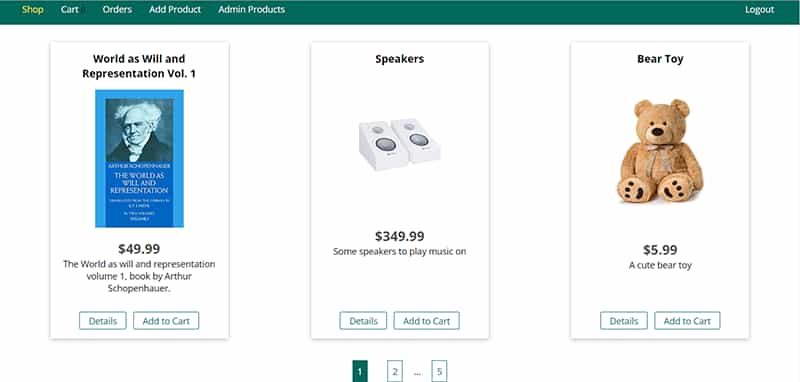 Shop Cart Orders Add Product Admin Products Logout
World as Will and
Representation Vol. 1
ARTHUR SCHOPENHAUER
THE WORLD AS
WILL AND
REPRESENTATION
$49.99
The World as will and representation
volume 1, book by Arthur
Schopenhauer.
Details Add to Cart
Speakers
$349.99
Some speakers to play music on
Details Add to Cart
Bear Toy
$5.99
A cute bear toy
Details Add to Cart
1 2 ... 5